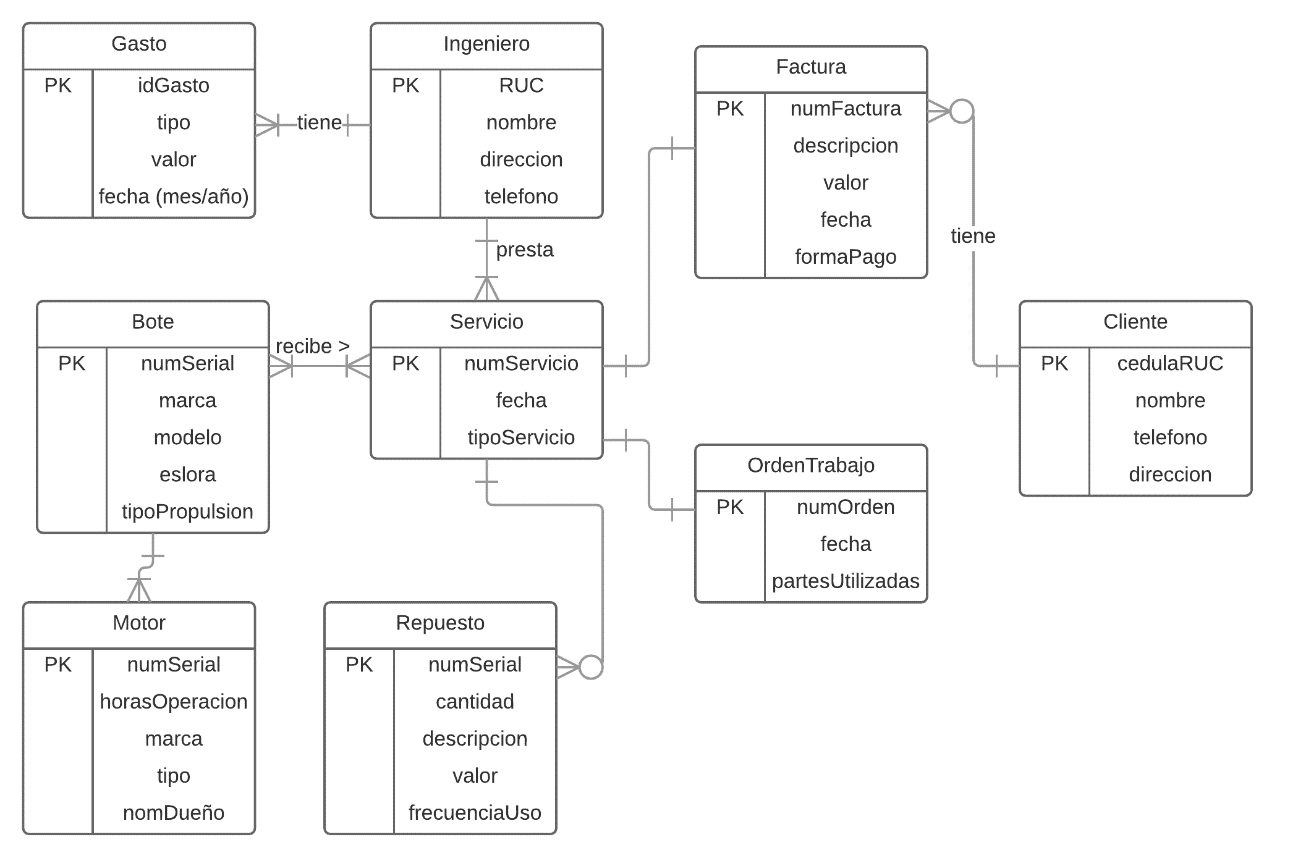 Gasto
PK
idGasto
tipo
valor
fecha (mes/año)
tiene
Ingeniero
PK
RUC
nombre
direccion
telefono
presta
Factura
PK
numFactura
descripcion
valor
fecha
formaPago
tiene
Bote
PK
numSerial
marca
modelo
eslora
tipoPropulsion
recibe >
Servicio
PK
numServicio
fecha
tipoServicio
Cliente
PK
cedulaRUC
nombre
telefono
direccion
OrdenTrabajo
PK
numOrden
fecha
partesUtilizadas
Motor
PK
numSerial
horasOperacion
marca
tipo
nomDueño
Repuesto
PK
numSerial
cantidad
descripcion
valor
frecuenciaUso